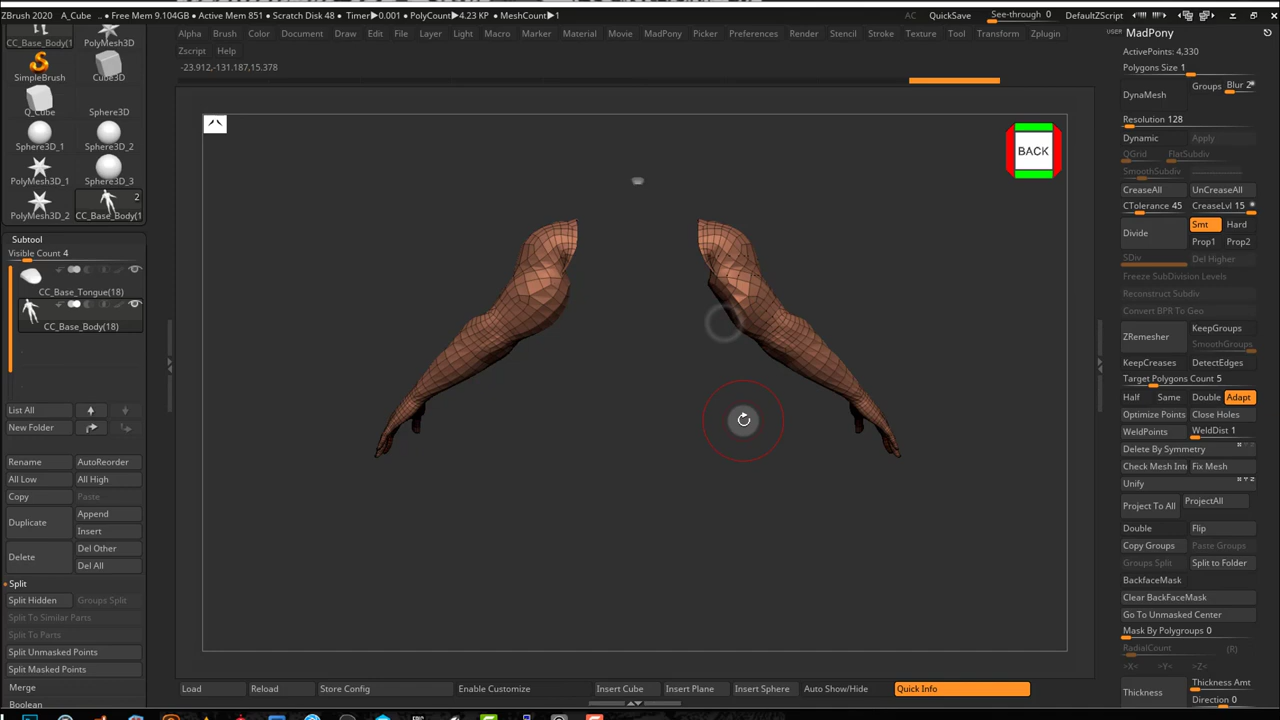 ZBrush 2020 A_Cube .. • Free Mem 9.104GB • Active Mem 851 • Scratch Disk 48 • Timer▶0.001 • PolyCount▶4.23 KP • MeshCount▶1 AC QuickSave See-through 0 DefaultZScript
USER MadPony
CC_Base_Body(1 PolyMesh3D
Alpha Brush Color Document Draw Edit File Layer Light Macro Marker Material Movie MadPony Picker Preferences Render Stencil Stroke Texture Tool Transform Zplugin
Zscript Help
-23.912,-131.187,15.378
SimpleBrush Cube3D
Q_Cube Sphere3D
Sphere3D_1 Sphere3D_2
PolyMesh3D_1 Sphere3D_3
2
PolyMesh3D_2 CC_Base_Body(1
Subtool
Visible Count 4
CC_Base_Tongue(18)
CC_Base_Body(18)
List All
New Folder
Rename AutoReorder
All Low All High
Copy Paste
Duplicate Append
Insert
Delete Del Other
Del All
Split
Split Hidden Groups Split
Split To Similar Parts
Split To Parts
Split Unmasked Points
Split Masked Points
Merge
Boolean
BACK
Load Reload Store Config Enable Customize Insert Cube Insert Plane Insert Sphere Auto Show/Hide Quick Info
ActivePoints: 4,330
Polygons Size 1
DynaMesh Groups Blur 2
Resolution 128
Dynamic Apply
QGrid FlatSubdiv
SmoothSubdiv
CreaseAll UnCreaseAll
CTolerance 45 CreaseLvl 15
Divide Smt Hard
Prop1 Prop2
SDiv Del Higher
Freeze SubDivision Levels
Reconstruct Subdiv
Convert BPR To Geo
ZRemesher KeepGroups
SmoothGroups
KeepCreases DetectEdges
Target Polygons Count 5
Half Same Double Adapt
Optimize Points Close Holes
WeldPoints WeldDist 1
Delete By Symmetry
Check Mesh Int Fix Mesh
Unify
Project To All ProjectAll
Double Flip
Copy Groups Paste Groups
Groups Split Split to Folder
BackfaceMask
Clear BackFaceMask
Go To Unmasked Center
Mask By Polygroups 0
RadialCount (R)
>X< >Y< >Z<
Thickness Thickness Amt
Direction 0